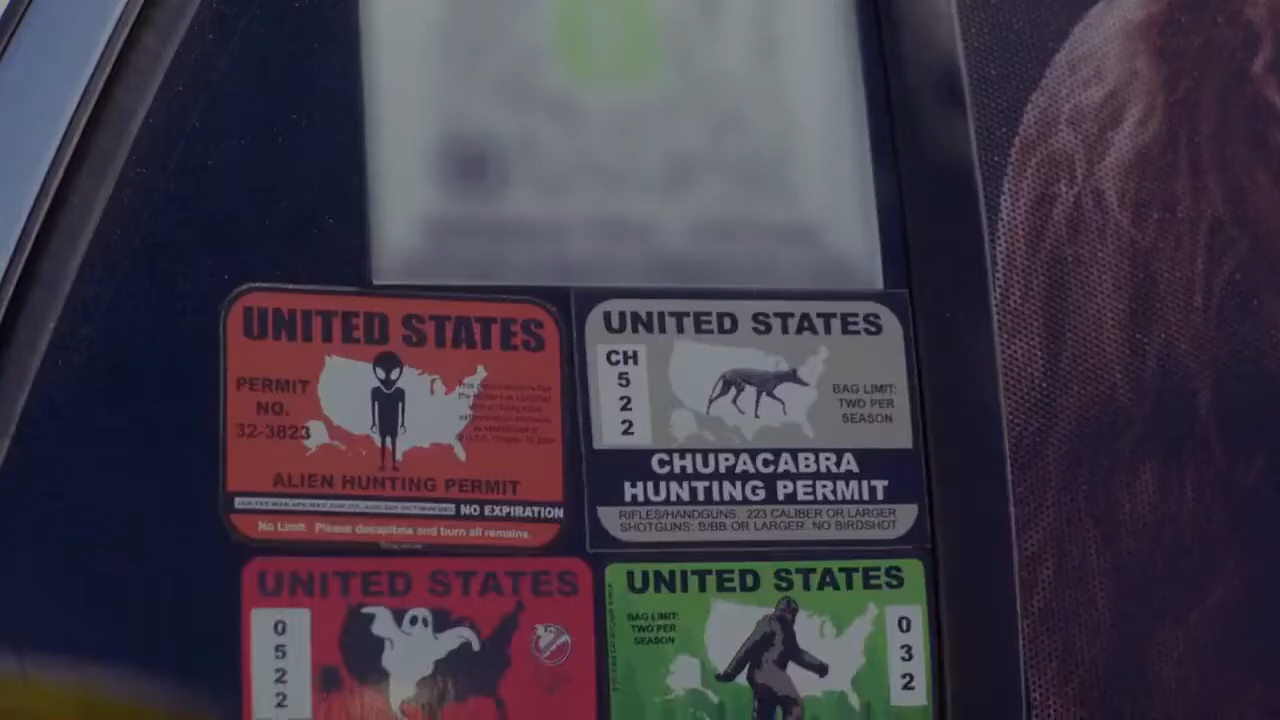 UNITED STATES
PERMIT
NO.
32-3823
ALIEN HUNTING PERMIT
NO EXPIRATION
No Limit. Please decapitate and burn all remains.
UNITED STATES
CH
5
2
2
BAG LIMIT:
TWO PER
SEASON
CHUPACABRA
HUNTING PERMIT
RIFLES/HANDGUNS, 223 CALIBER OR LARGER
SHOTGUNS: B/BB OR LARGER. NO BIRDSHOT
UNITED STATES
0
5
2
2
UNITED STATES
BAG LIMIT:
TWO PER
SEASON
0
3
2